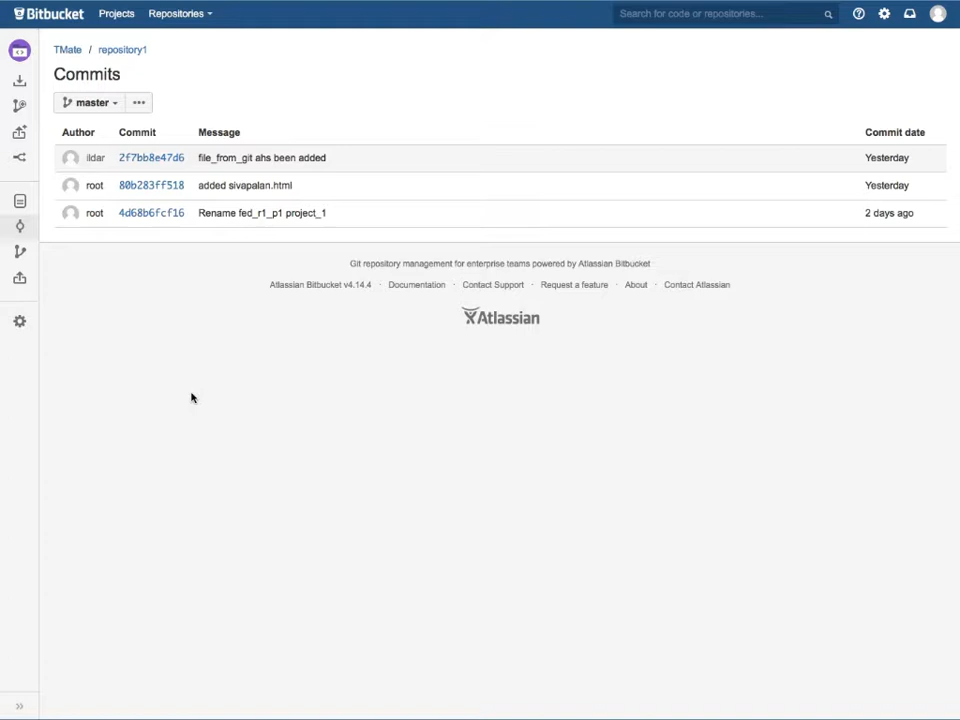 Bitbucket Projects Repositories Search for code or repositories...
TMate / repository1
Commits
master
Author Commit Message Commit date
ildar 2f7bb8e47d6 file_from_git ahs been added Yesterday
root 80b283ff518 added sivapalan.html Yesterday
root 4d68b6fcf16 Rename fed_r1_p1 project_1 2 days ago
Git repository management for enterprise teams powered by Atlassian Bitbucket
Atlassian Bitbucket v4.14.4 · Documentation · Contact Support · Request a feature · About · Contact Atlassian
Atlassian